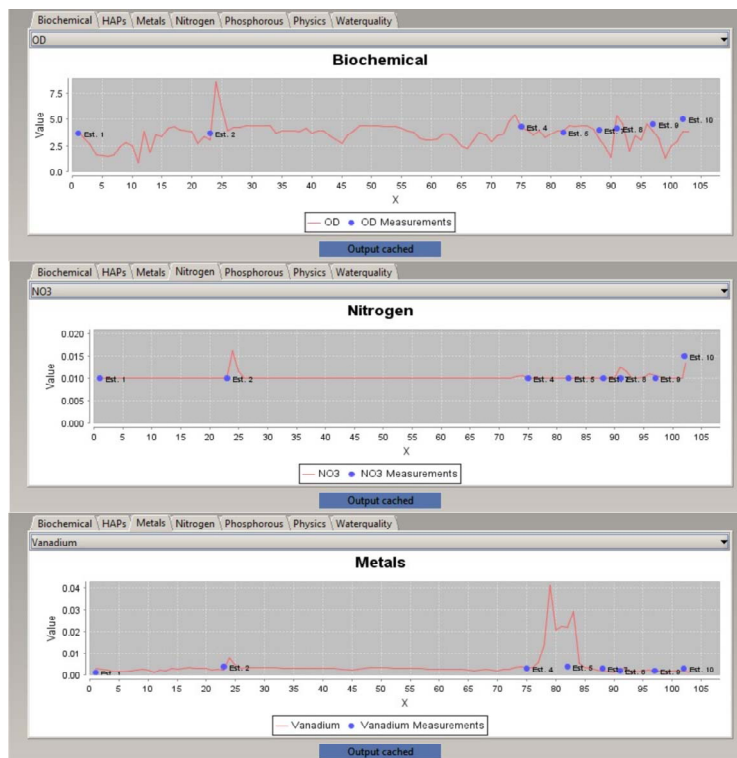 Biochemical HAPs Metals Nitrogen Phosphorous Physics Waterquality
OD
Biochemical
Value
7.5
5.0
2.5
0.0
Est. 1 Est. 2 Est. 4 Est. 6 Est. 8 Est. 9 Est. 10
0 5 10 15 20 25 30 35 40 45 50 55 60 65 70 75 80 85 90 95 100 105
X
OD OD Measurements
Output cached
Biochemical HAPs Metals Nitrogen Phosphorous Physics Waterquality
NO3
Nitrogen
Value
0.020
0.015
0.010
0.005
0.000
Est. 1 Est. 2 Est. 4 Est. 5 Est. 8 Est. 9 Est. 10
0 5 10 15 20 25 30 35 40 45 50 55 60 65 70 75 80 85 90 95 100 105
X
NO3 NO3 Measurements
Output cached
Biochemical HAPs Metals Nitrogen Phosphorous Physics Waterquality
Vanadium
Metals
Value
0.04
0.03
0.02
0.01
0.00
Est. 1 Est. 2 Est. 4 Est. 5 Est. 8 Est. 9 Est. 10
0 5 10 15 20 25 30 35 40 45 50 55 60 65 70 75 80 85 90 95 100 105
X
Vanadium Vanadium Measurements
Output cached